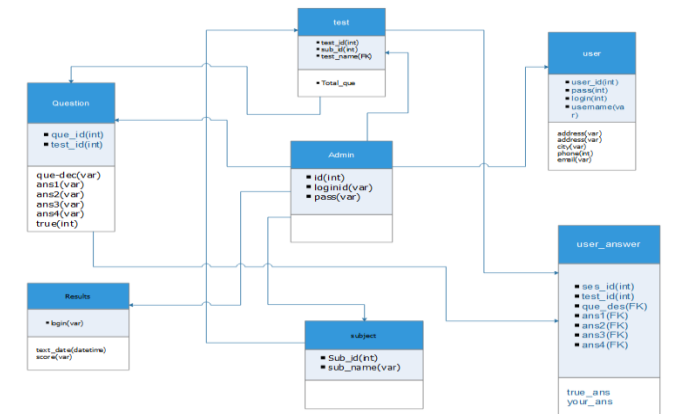 test
test_id(int)
sub_id(int)
test_name(FK)
Total_que
user
user_id(int)
pass(int)
login(int)
username(va
r)
address(var)
address(var)
city(var)
phone(int)
email(var)
Question
que_id(int)
test_id(int)
que-dec(var)
ans1(var)
ans2(var)
ans3(var)
ans4(var)
true(int)
Admin
id(int)
loginid(var)
pass(var)
user_answer
ses_id(int)
test_id(int)
que_des(FK)
ans1(FK)
ans2(FK)
ans3(FK)
ans4(FK)
true_ans
your_ans
Results
login(var)
text_date(datetime)
score(var)
subject
Sub_id(int)
sub_name(var)